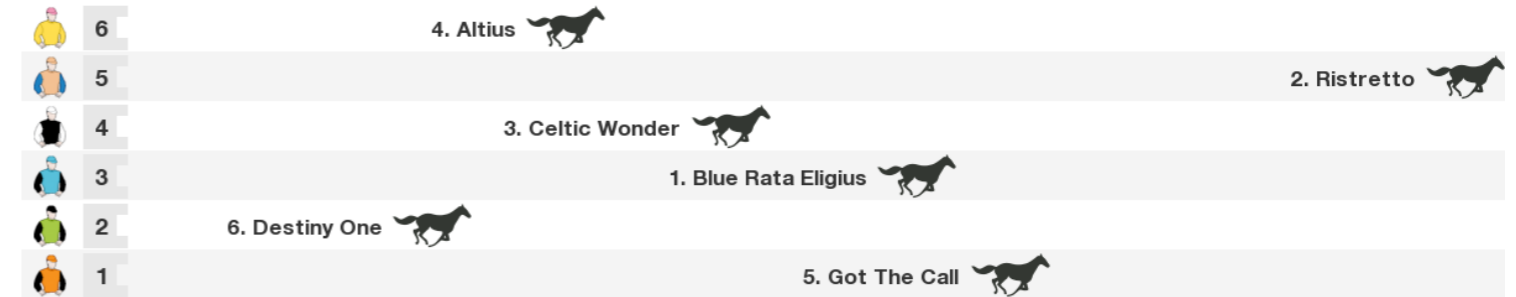 6 4. Altius
5 2. Ristretto
4 3. Celtic Wonder
3 1. Blue Rata Eligius
2 6. Destiny One
1 5. Got The Call